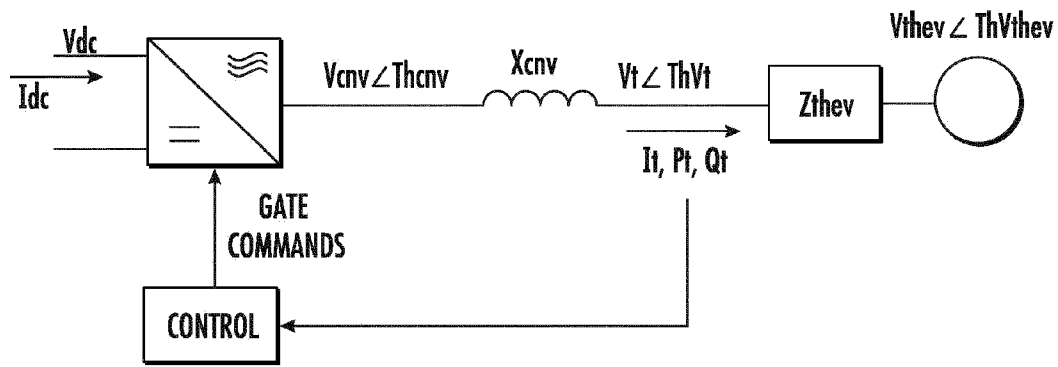 Vthev∠ ThVthev
Vdc
Idc
Vcnv∠Thcnv
Xcnv
Vt∠ ThVt
Zthev
It, Pt, Qt
GATE
COMMANDS
CONTROL